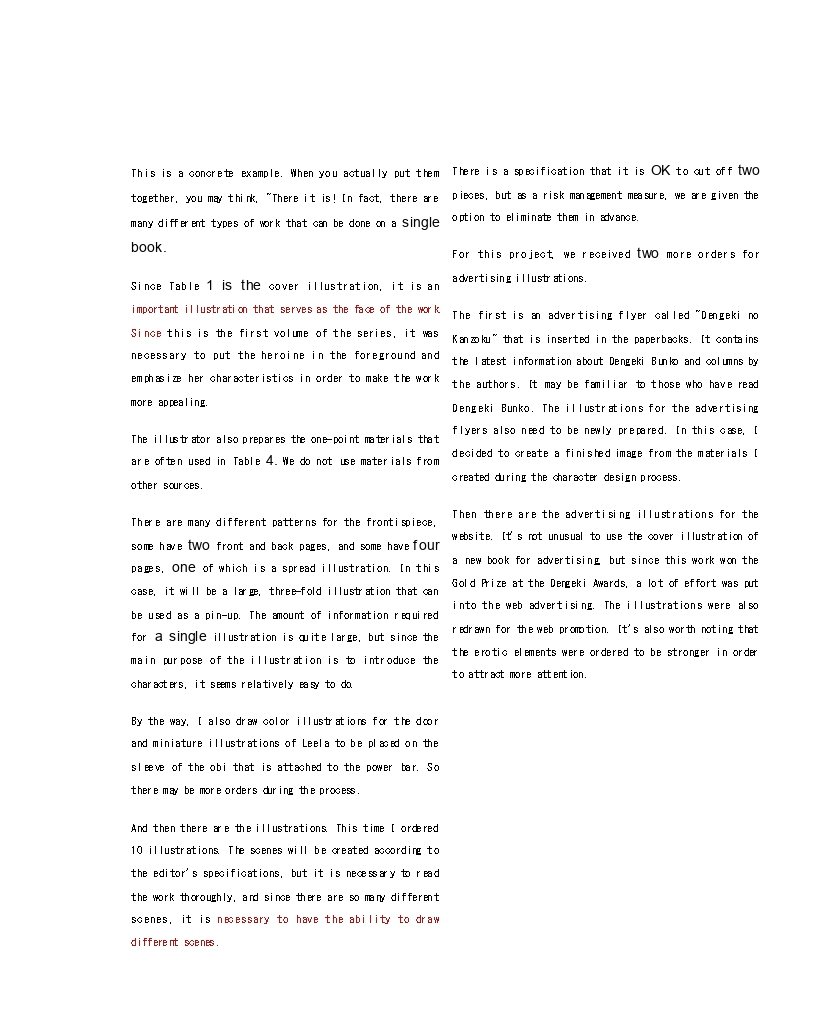 This is a concrete example. When you actually put them
together, you may think, ~There it is! In fact, there are
many different types of work that can be done on a single
book.
Since Table 1 is the cover illustration, it is an
important illustration that serves as the face of the work.
Since this is the first volume of the series, it was
necessary to put the heroine in the foreground and
emphasize her characteristics in order to make the work
more appealing.
The illustrator also prepares the one-point materials that
are often used in Table 4. We do not use materials from
other sources.
There are many different patterns for the frontispiece,
some have two front and back pages, and some have four
pages, one of which is a spread illustration. In this
case, it will be a large, three-fold illustration that can
be used as a pin-up. The amount of information required
for a single illustration is quite large, but since the
main purpose of the illustration is to introduce the
characters, it seems relatively easy to do.
By the way, I also draw color illustrations for the door
and miniature illustrations of Leela to be placed on the
sleeve of the obi that is attached to the power bar. So
there may be more orders during the process.
And then there are the illustrations. This time I ordered
10 illustrations. The scenes will be created according to
the editor's specifications, but it is necessary to read
the work thoroughly, and since there are so many different
scenes, it is necessary to have the ability to draw
different scenes.
There is a specification that it is OK to cut off two
pieces, but as a risk management measure, we are given the
option to eliminate them in advance.
For this project, we received two more orders for
advertising illustrations.
The first is an advertising flyer called ~Dengeki no
Kanzoku~ that is inserted in the paperbacks. It contains
the latest information about Dengeki Bunko and columns by
the authors. It may be familiar to those who have read
Dengeki Bunko. The illustrations for the advertising
flyers also need to be newly prepared. In this case, I
decided to create a finished image from the materials I
created during the character design process.
Then there are the advertising illustrations for the
website. It's not unusual to use the cover illustration of
a new book for advertising, but since this work won the
Gold Prize at the Dengeki Awards, a lot of effort was put
into the web advertising. The illustrations were also
redrawn for the web promotion. It's also worth noting that
the erotic elements were ordered to be stronger in order
to attract more attention.